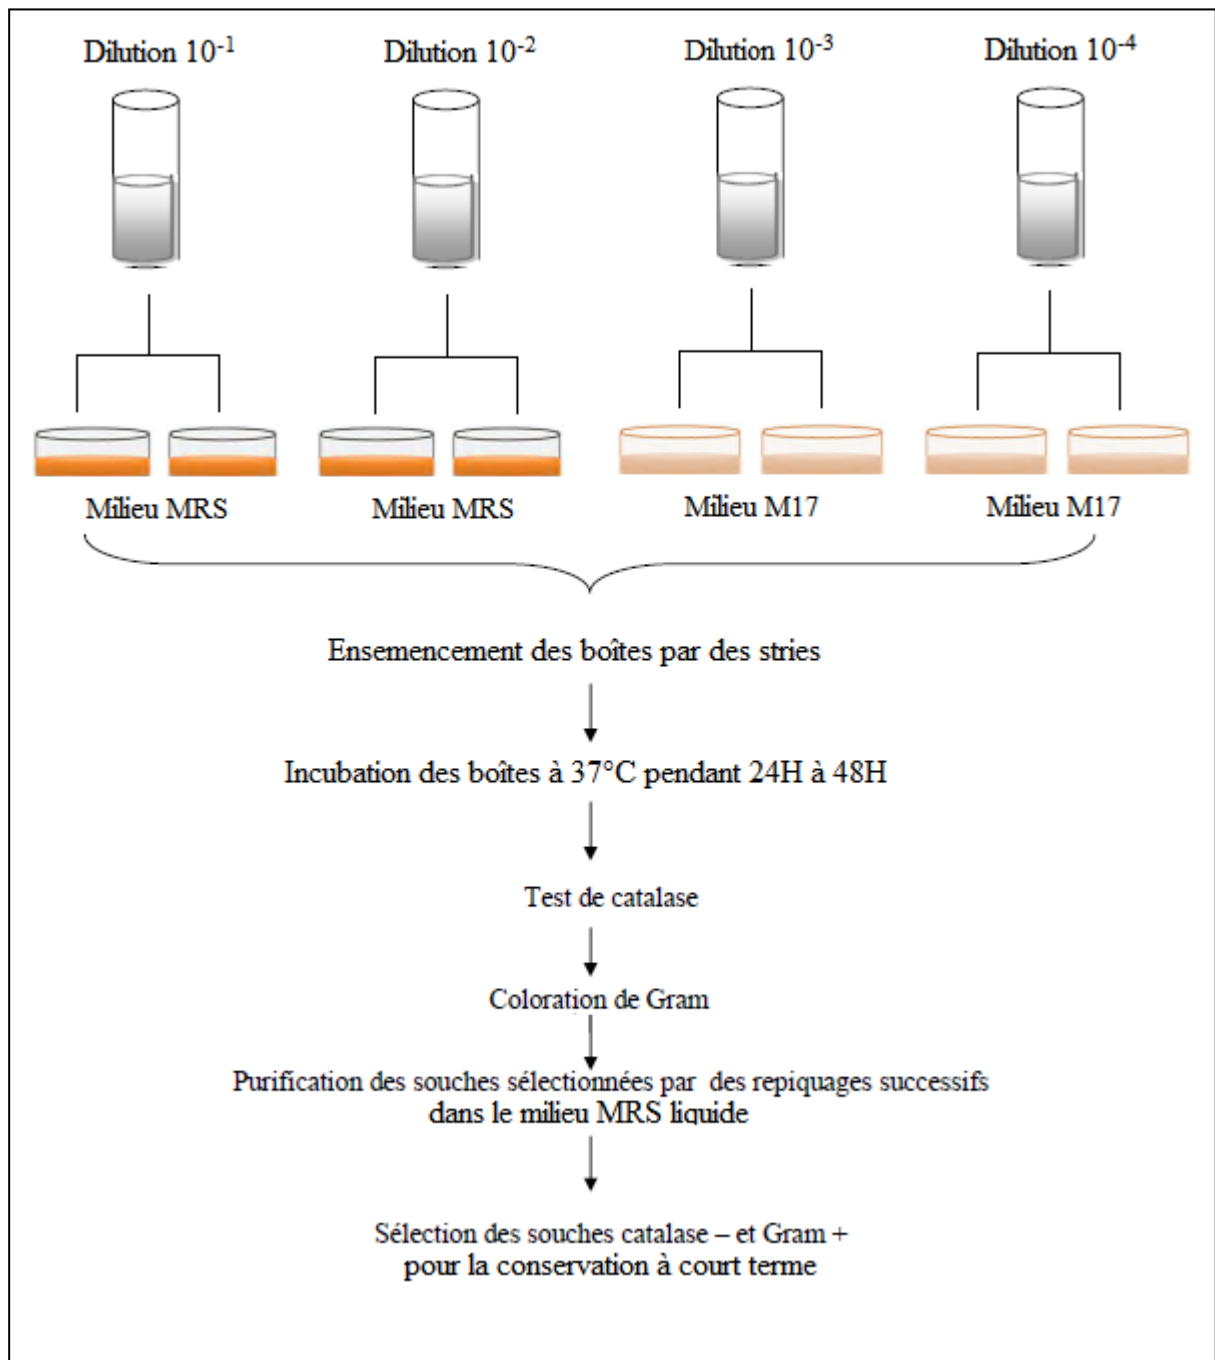 Dilution 10⁻¹
Dilution 10⁻²
Dilution 10⁻³
Dilution 10⁻⁴
Milieu MRS
Milieu MRS
Milieu M17
Milieu M17
Ensemencement des boîtes par des stries
Incubation des boîtes à 37°C pendant 24H à 48H
Test de catalase
Coloration de Gram
Purification des souches sélectionnées par des repiquages successifs
dans le milieu MRS liquide
Sélection des souches catalase – et Gram +
pour la conservation à court terme